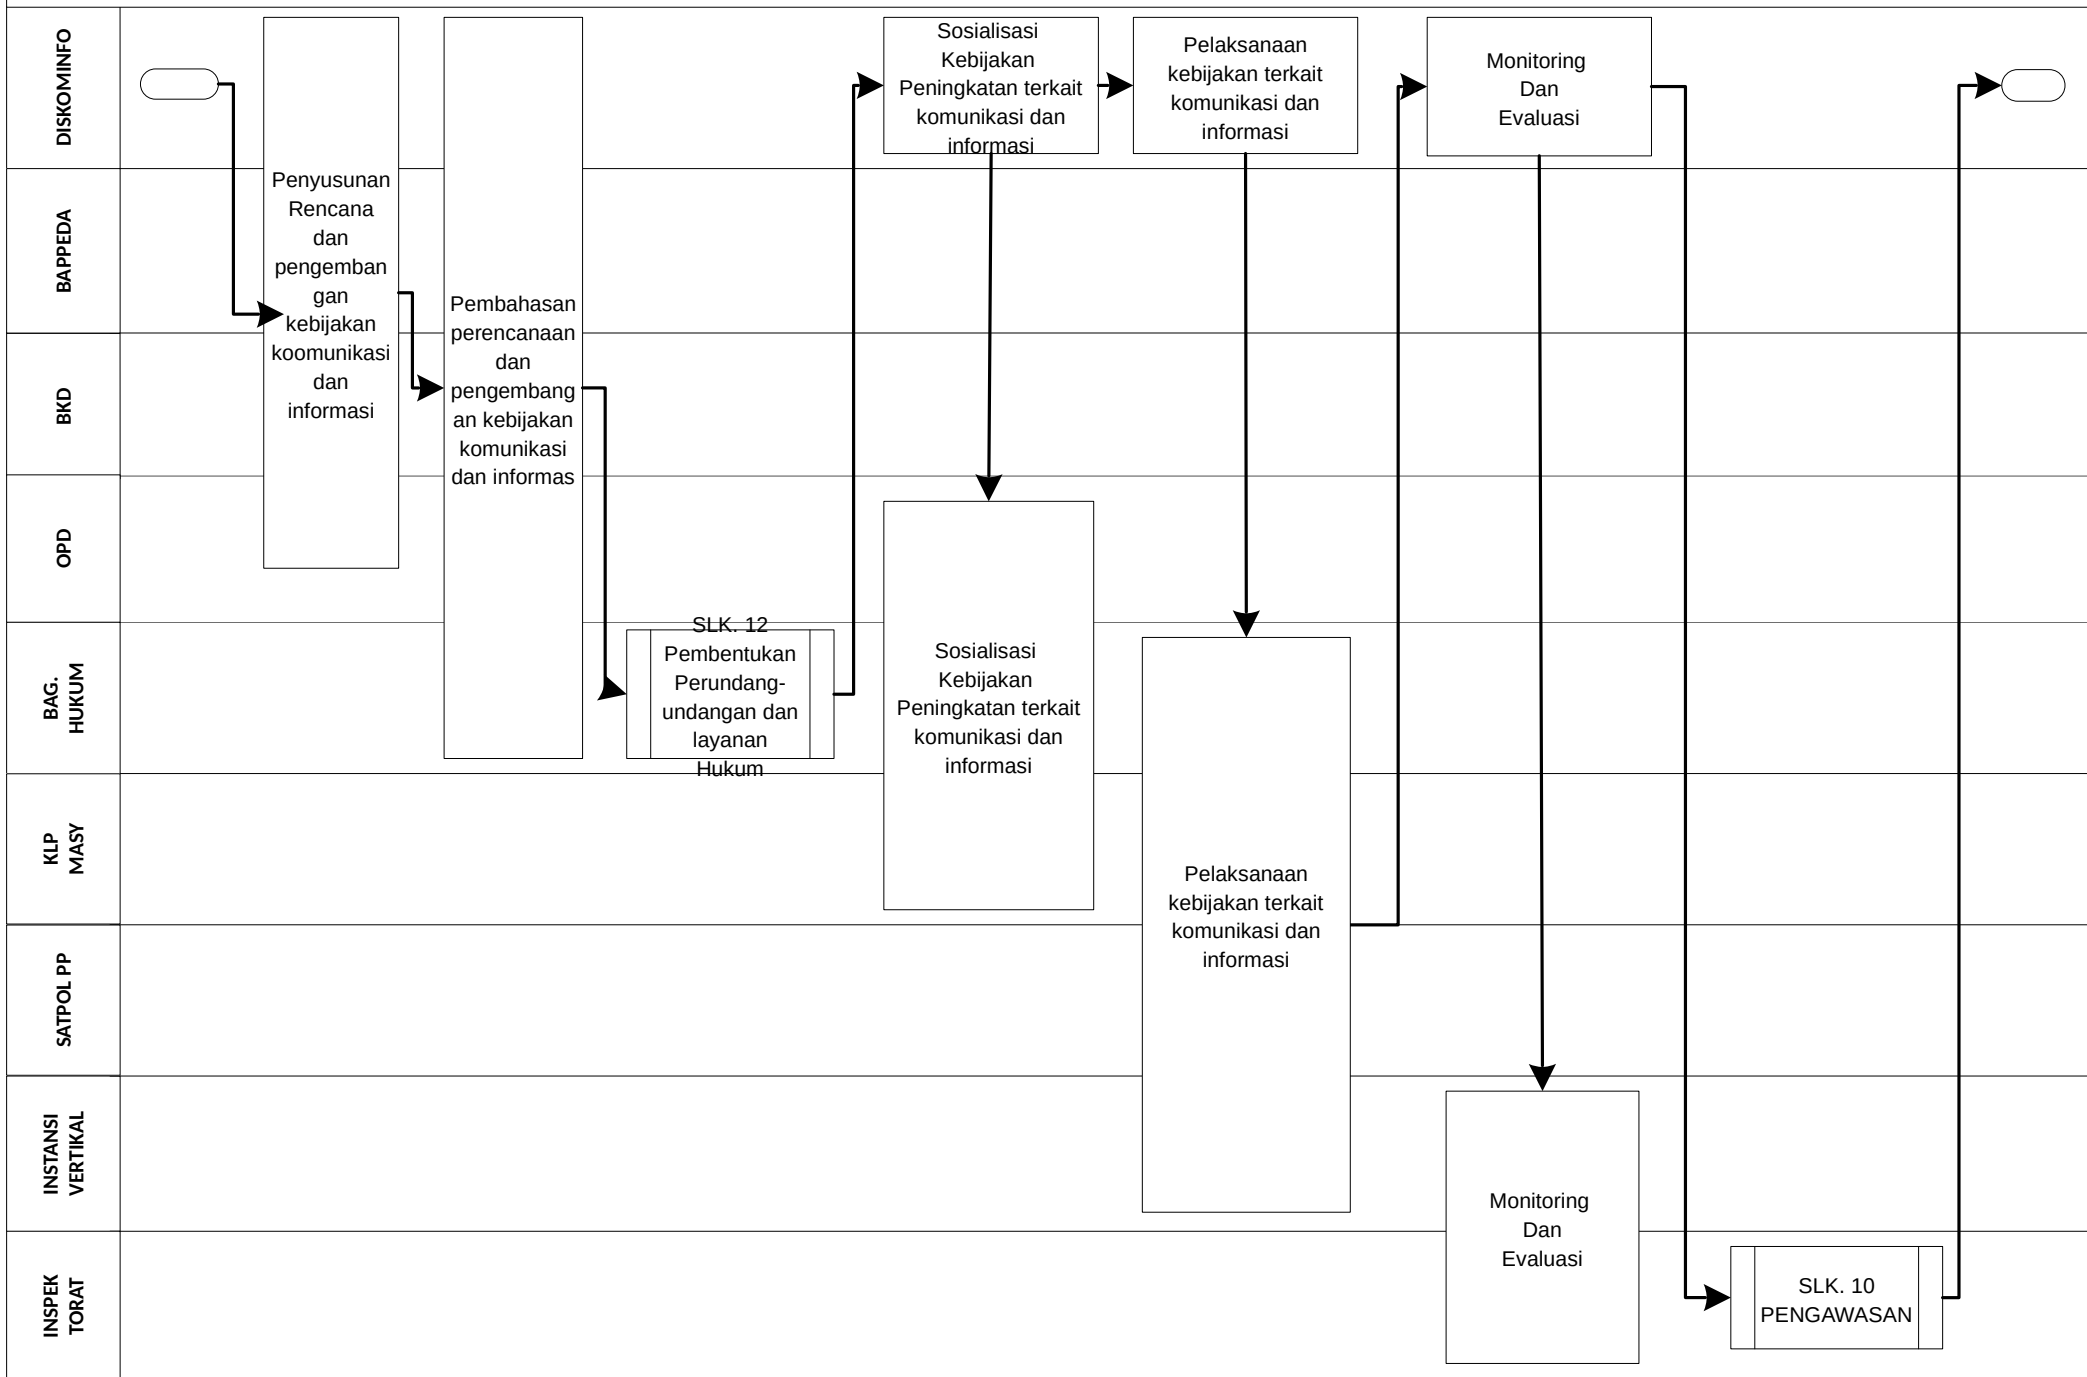 DISKOMINFO
BAPPEDA
BKD
OPD
BAG.
HUKUM
KLP
MASY
SATPOL PP
INSTANSI
VERTIKAL
INSPEK
TORAT
Penyusunan
Rencana
dan
pengemban
gan
kebijakan
koomunikasi
dan
informasi
Pembahasan
perencanaan
dan
pengembang
an kebijakan
komunikasi
dan informas
SLK. 12
Pembentukan
Perundang-
undangan dan
layanan
Hukum
Sosialisasi
Kebijakan
Peningkatan terkait
komunikasi dan
informasi
Sosialisasi
Kebijakan
Peningkatan terkait
komunikasi dan
informasi
Pelaksanaan
kebijakan terkait
komunikasi dan
informasi
Pelaksanaan
kebijakan terkait
komunikasi dan
informasi
Monitoring
Dan
Evaluasi
Monitoring
Dan
Evaluasi
SLK. 10
PENGAWASAN